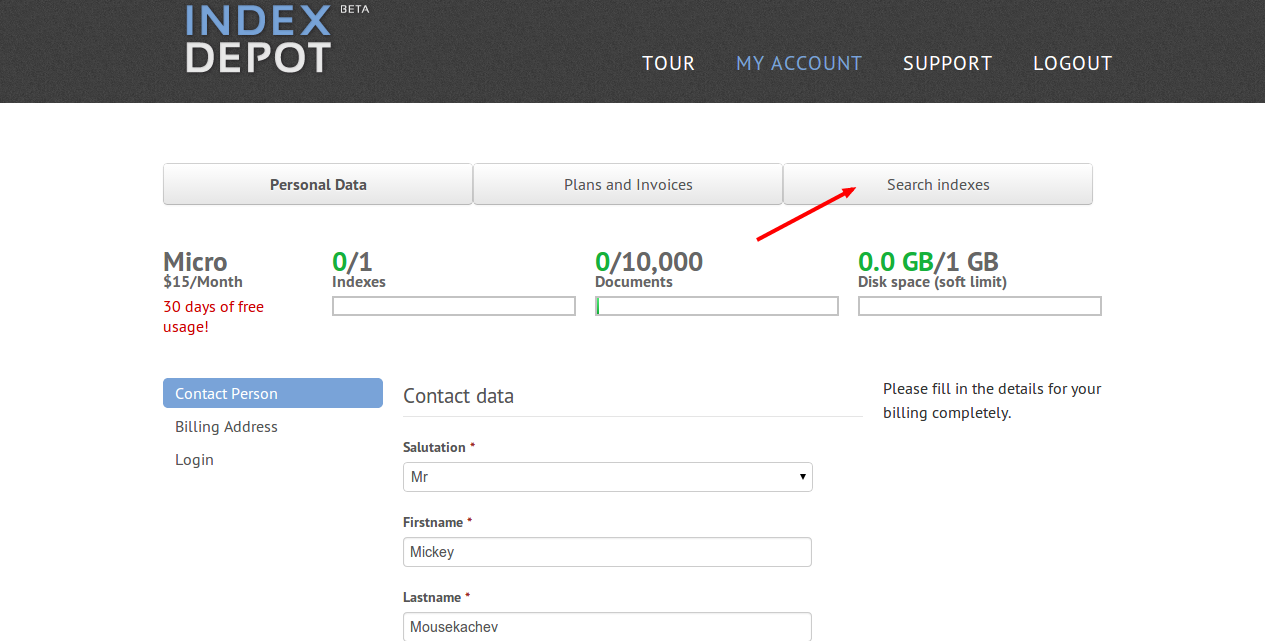 INDEX BETA
DEPOT
TOUR MY ACCOUNT SUPPORT LOGOUT
Personal Data Plans and Invoices Search indexes
Micro 0/1 0/10,000 0.0 GB/1 GB
$15/Month Indexes Documents Disk space (soft limit)
30 days of free
usage!
Contact Person
Billing Address
Login
Contact data
Salutation *
Mr
Firstname *
Mickey
Lastname *
Mousekachev
Please fill in the details for your
billing completely.